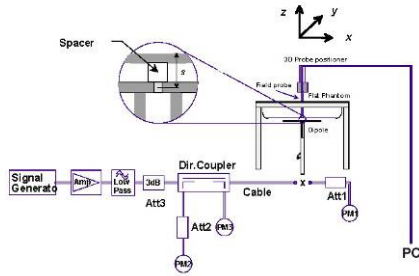 z
y
x
Spacer
s
3D Probe positioner
Field probe
Flat Phantom
Dipole
Signal
Generato
Amp
Low
Pass
3dB
Att3
Dir.Coupler
Cable
x
Att1
PM1
Att2
PM3
PM2
PC